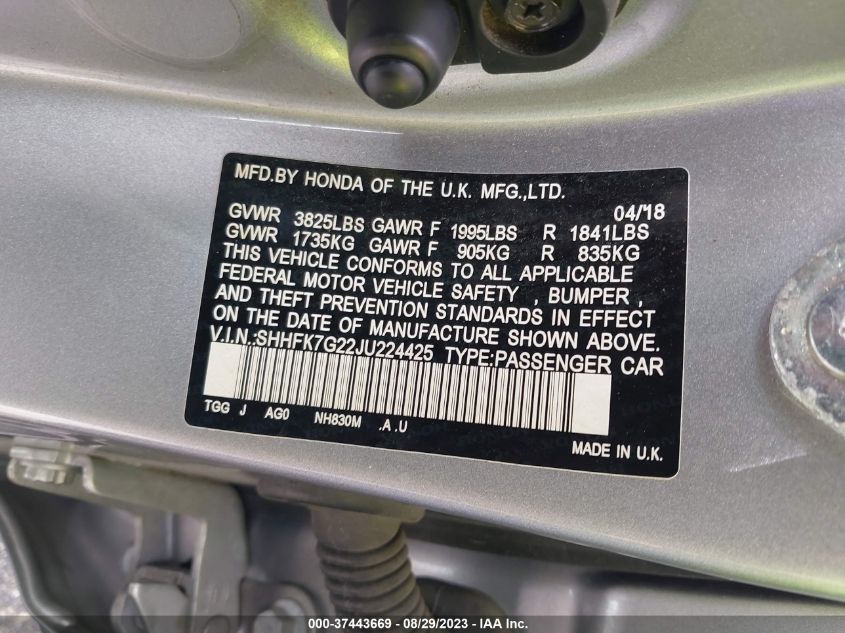 MFD.BY HONDA OF THE U.K. MFG.,LTD.
04/18
GVWR 3825LBS GAWR F 1995LBS R 1841LBS
GVWR 1735KG GAWR F 905KG R 835KG
THIS VEHICLE CONFORMS TO ALL APPLICABLE
FEDERAL MOTOR VEHICLE SAFETY , BUMPER ,
AND THEFT PREVENTION STANDARDS IN EFFECT
ON THE DATE OF MANUFACTURE SHOWN ABOVE.
V.I.N.:SHHFK7G22JU224425 TYPE:PASSENGER CAR
TGG J AG0 NH830M .A .U
MADE IN U.K.
000-37443669 - 08/29/2023 - © IAA Inc.